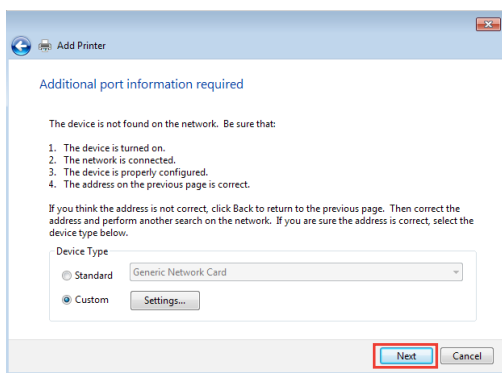 Add Printer
Additional port information required
The device is not found on the network. Be sure that:
1. The device is turned on.
2. The network is connected.
3. The device is properly configured.
4. The address on the previous page is correct.
If you think the address is not correct, click Back to return to the previous page. Then correct the
address and perform another search on the network. If you are sure the address is correct, select the
device type below.
Device Type
Standard Generic Network Card
Custom Settings...
Next Cancel